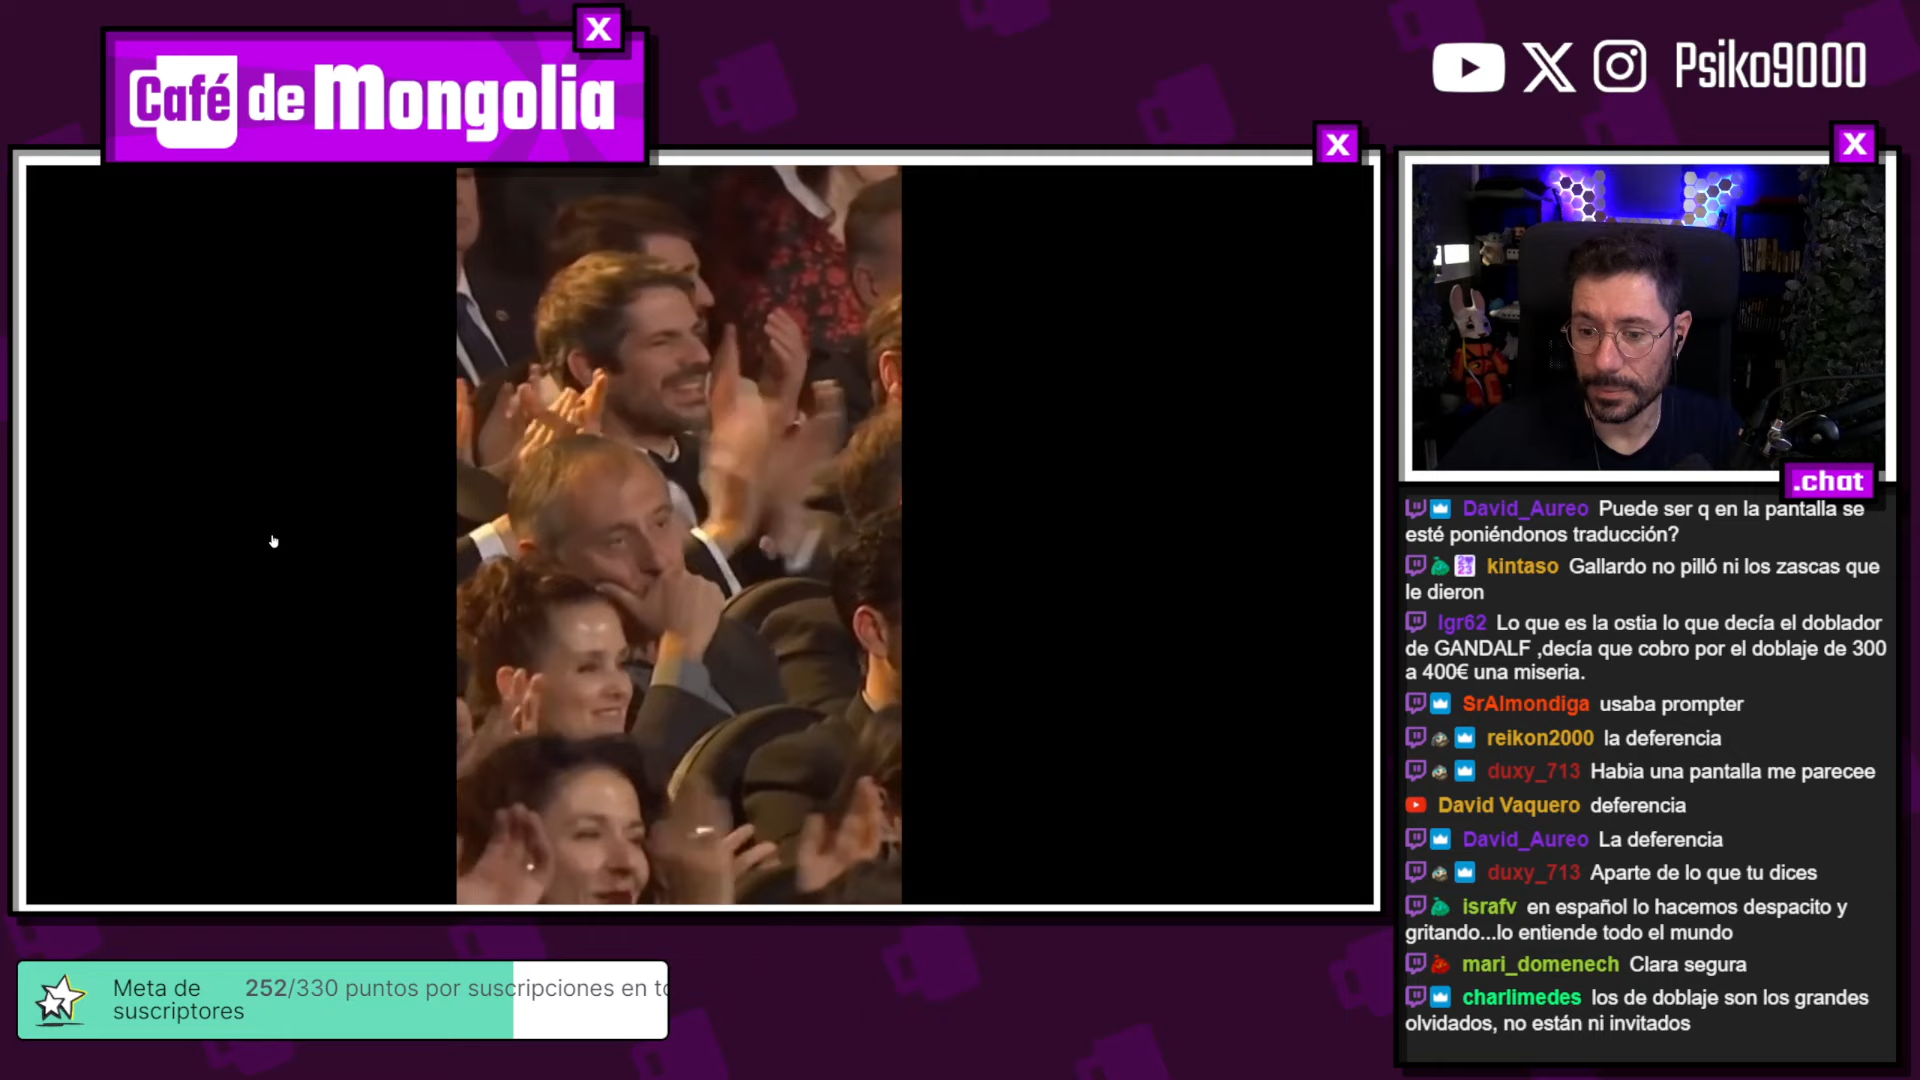 X
Café de Mongolia
Psiko9000
X
X
.chat
David_Aureo Puede ser q en la pantalla se
esté poniéndonos traducción?
kintaso Gallardo no pilló ni los zascas que
le dieron
lgr62 Lo que es la ostia lo que decía el doblador
de GANDALF ,decía que cobro por el doblaje de 300
a 400€ una miseria.
SrAlmondiga usaba prompter
reikon2000 la deferencia
duxy_713 Habia una pantalla me parecee
David Vaquero deferencia
David_Aureo La deferencia
duxy_713 Aparte de lo que tu dices
israfv en español lo hacemos despacito y
gritando...lo entiende todo el mundo
mari_domenech Clara segura
charlimedes los de doblaje son los grandes
olvidados, no están ni invitados
Meta de
suscriptores
252/330 puntos por suscripciones en to